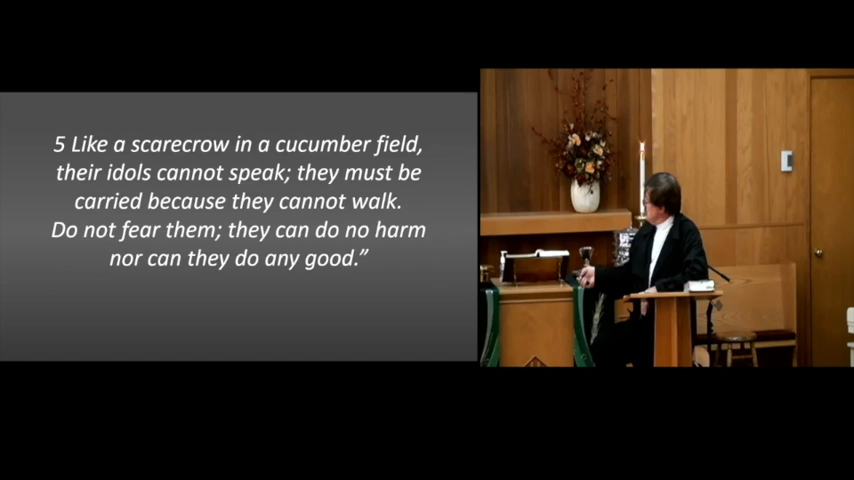 5 Like a scarecrow in a cucumber field,
their idols cannot speak; they must be
carried because they cannot walk.
Do not fear them; they can do no harm
nor can they do any good.”